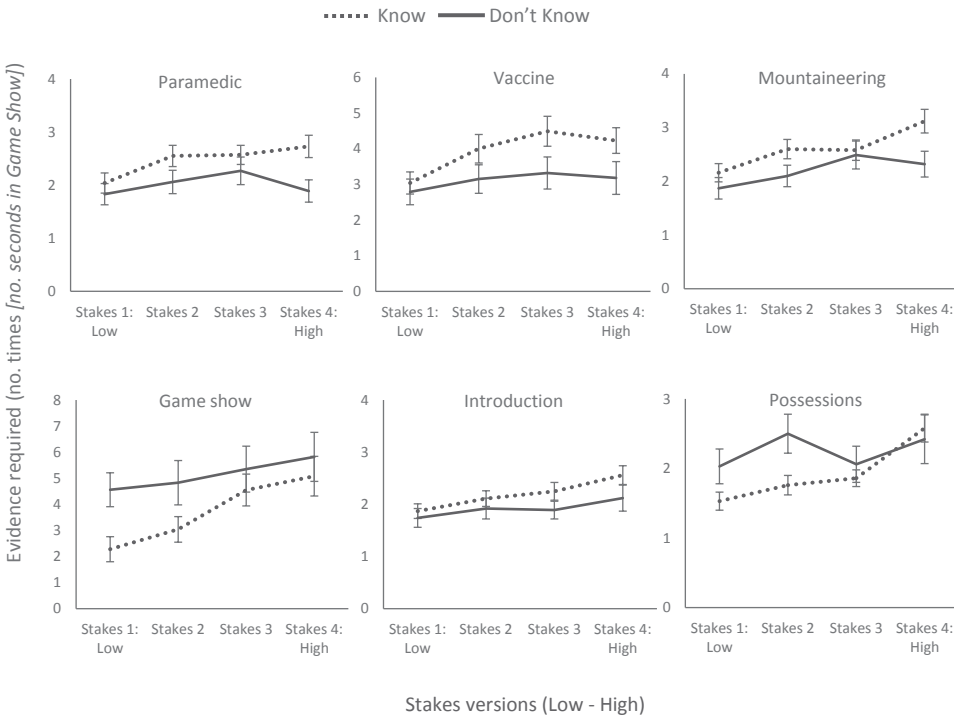 Know Don't Know
Evidence required (no. times [no. seconds in Game Show])
Paramedic
4
3
2
1
0
Stakes 1: Stakes 2 Stakes 3 Stakes 4:
Low High
Vaccine
6
5
4
3
2
1
0
Stakes 1: Stakes 2 Stakes 3 Stakes 4:
Low High
Mountaineering
4
3
2
1
0
Stakes 1: Stakes 2 Stakes 3 Stakes 4:
Low High
Game show
8
7
6
5
4
3
2
1
0
Stakes 1: Stakes 2 Stakes 3 Stakes 4:
Low High
Introduction
4
3
2
1
0
Stakes 1: Stakes 2 Stakes 3 Stakes 4:
Low High
Possessions
3
2
1
0
Stakes 1: Stakes 2 Stakes 3 Stakes 4:
Low High
Stakes versions (Low - High)